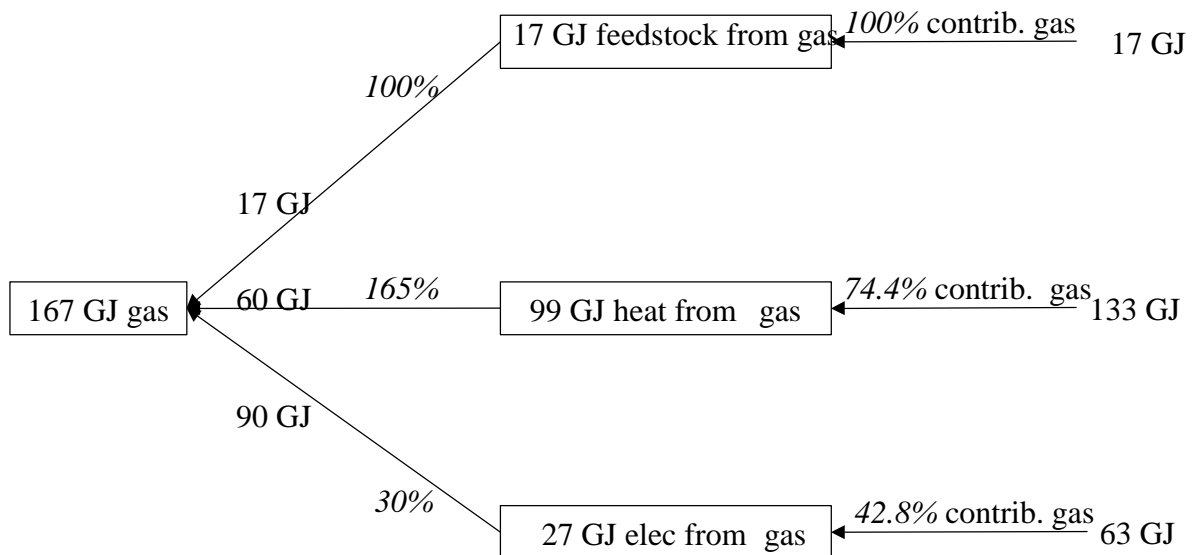 17 GJ feedstock from gas
100% contrib. gas
17 GJ
100%
17 GJ
167 GJ gas
60 GJ
165%
99 GJ heat from gas
74.4% contrib. gas
133 GJ
90 GJ
30%
27 GJ elec from gas
42.8% contrib. gas
63 GJ